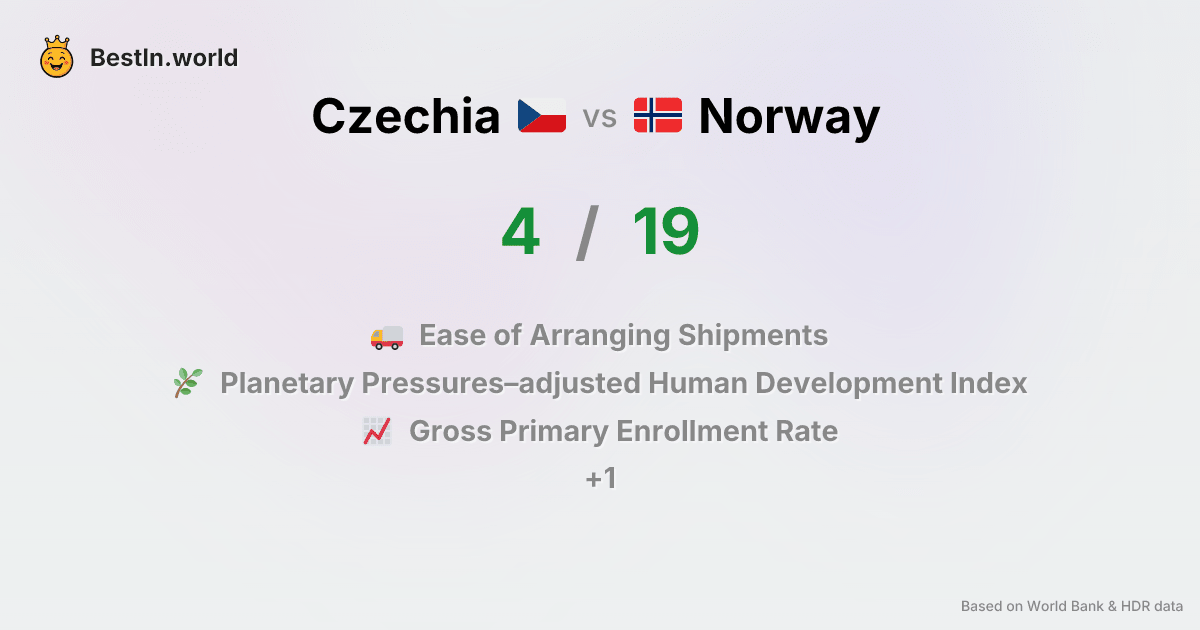 BestIn.world
Czechia vs Norway
4 / 19
Ease of Arranging Shipments
Planetary Pressures–adjusted Human Development Index
Gross Primary Enrollment Rate
+1
Based on World Bank & HDR data